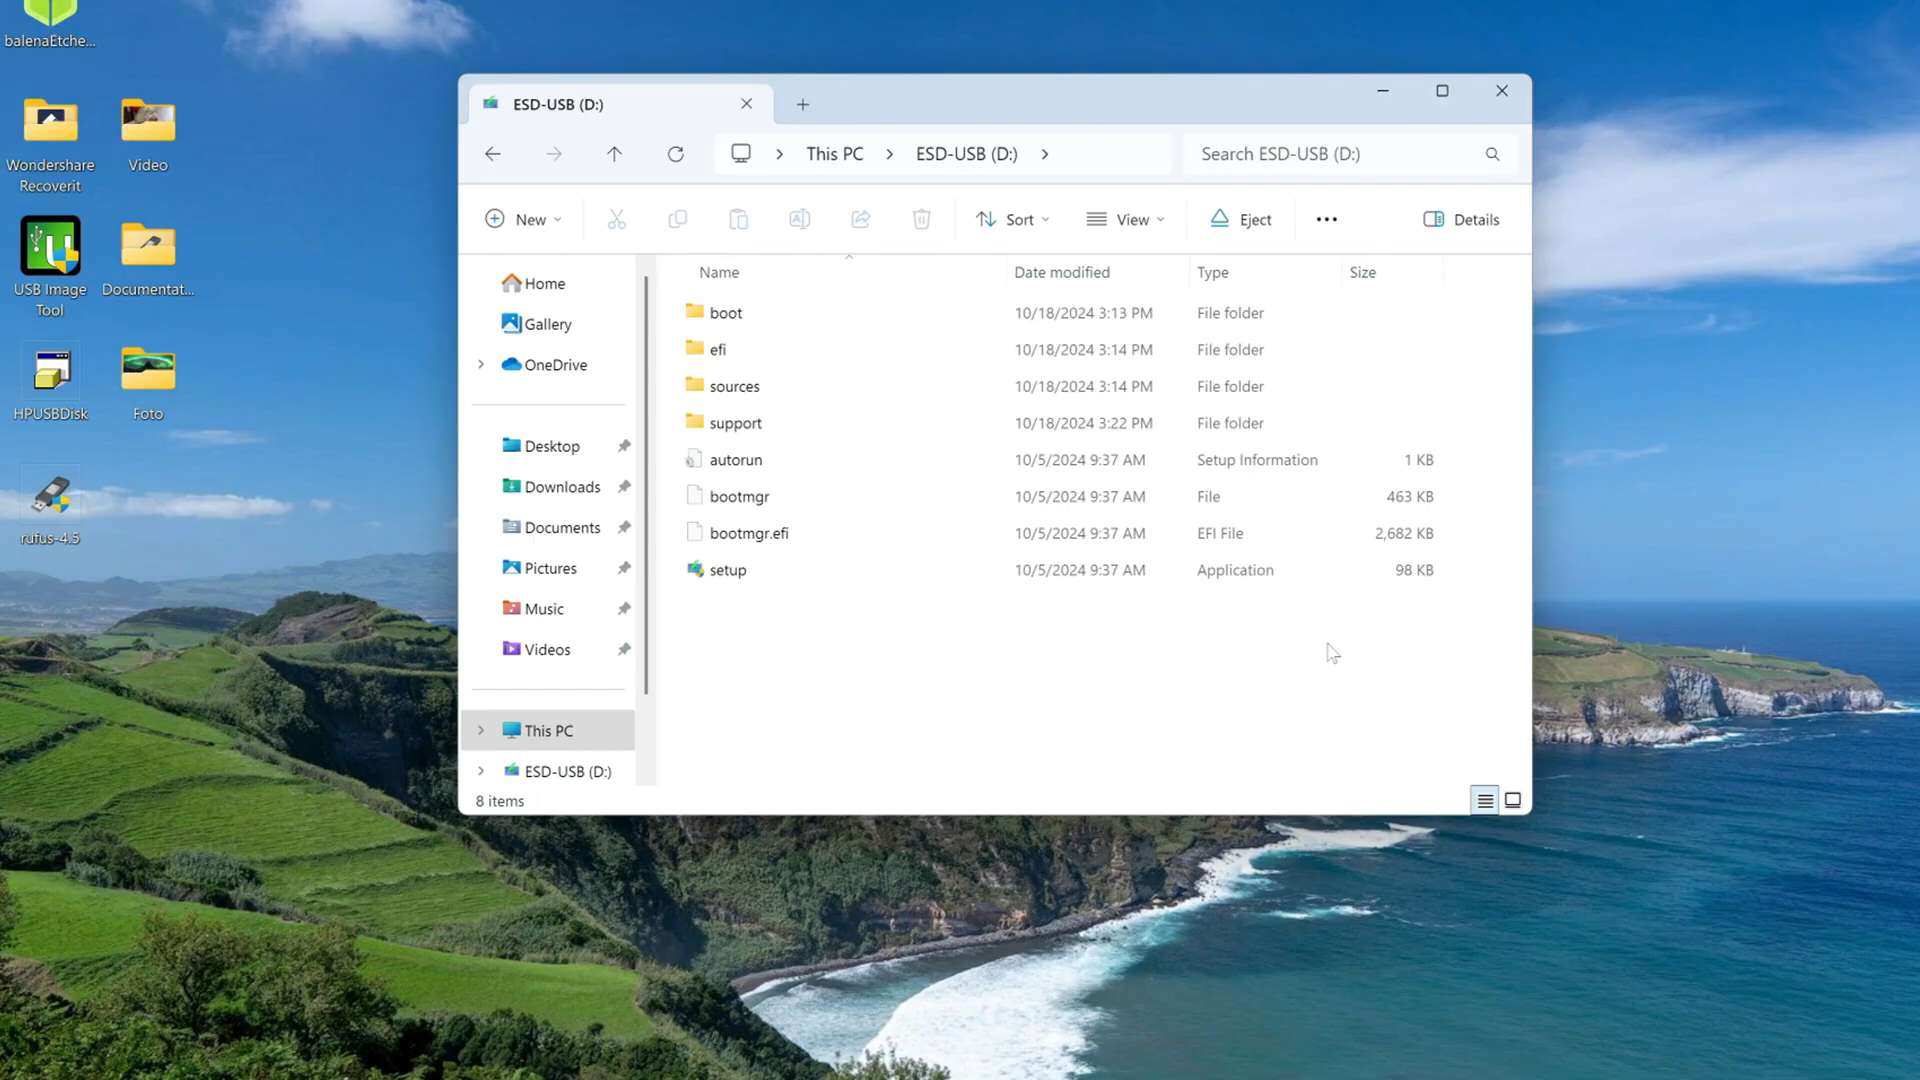 balenaEtche...
Wondershare
Recoverit
Video
USB Image
Tool
Documentat...
HPUSBDisk
Foto
rufus-4.5
ESD-USB (D:)
This PC
ESD-USB (D:)
Search ESD-USB (D:)
New
Sort
View
Eject
Details
Home
Gallery
OneDrive
Desktop
Downloads
Documents
Pictures
Music
Videos
This PC
ESD-USB (D:)
Name Date modified Type Size
boot 10/18/2024 3:13 PM File folder
efi 10/18/2024 3:14 PM File folder
sources 10/18/2024 3:14 PM File folder
support 10/18/2024 3:22 PM File folder
autorun 10/5/2024 9:37 AM Setup Information 1 KB
bootmgr 10/5/2024 9:37 AM File 463 KB
bootmgr.efi 10/5/2024 9:37 AM EFI File 2,682 KB
setup 10/5/2024 9:37 AM Application 98 KB
8 items